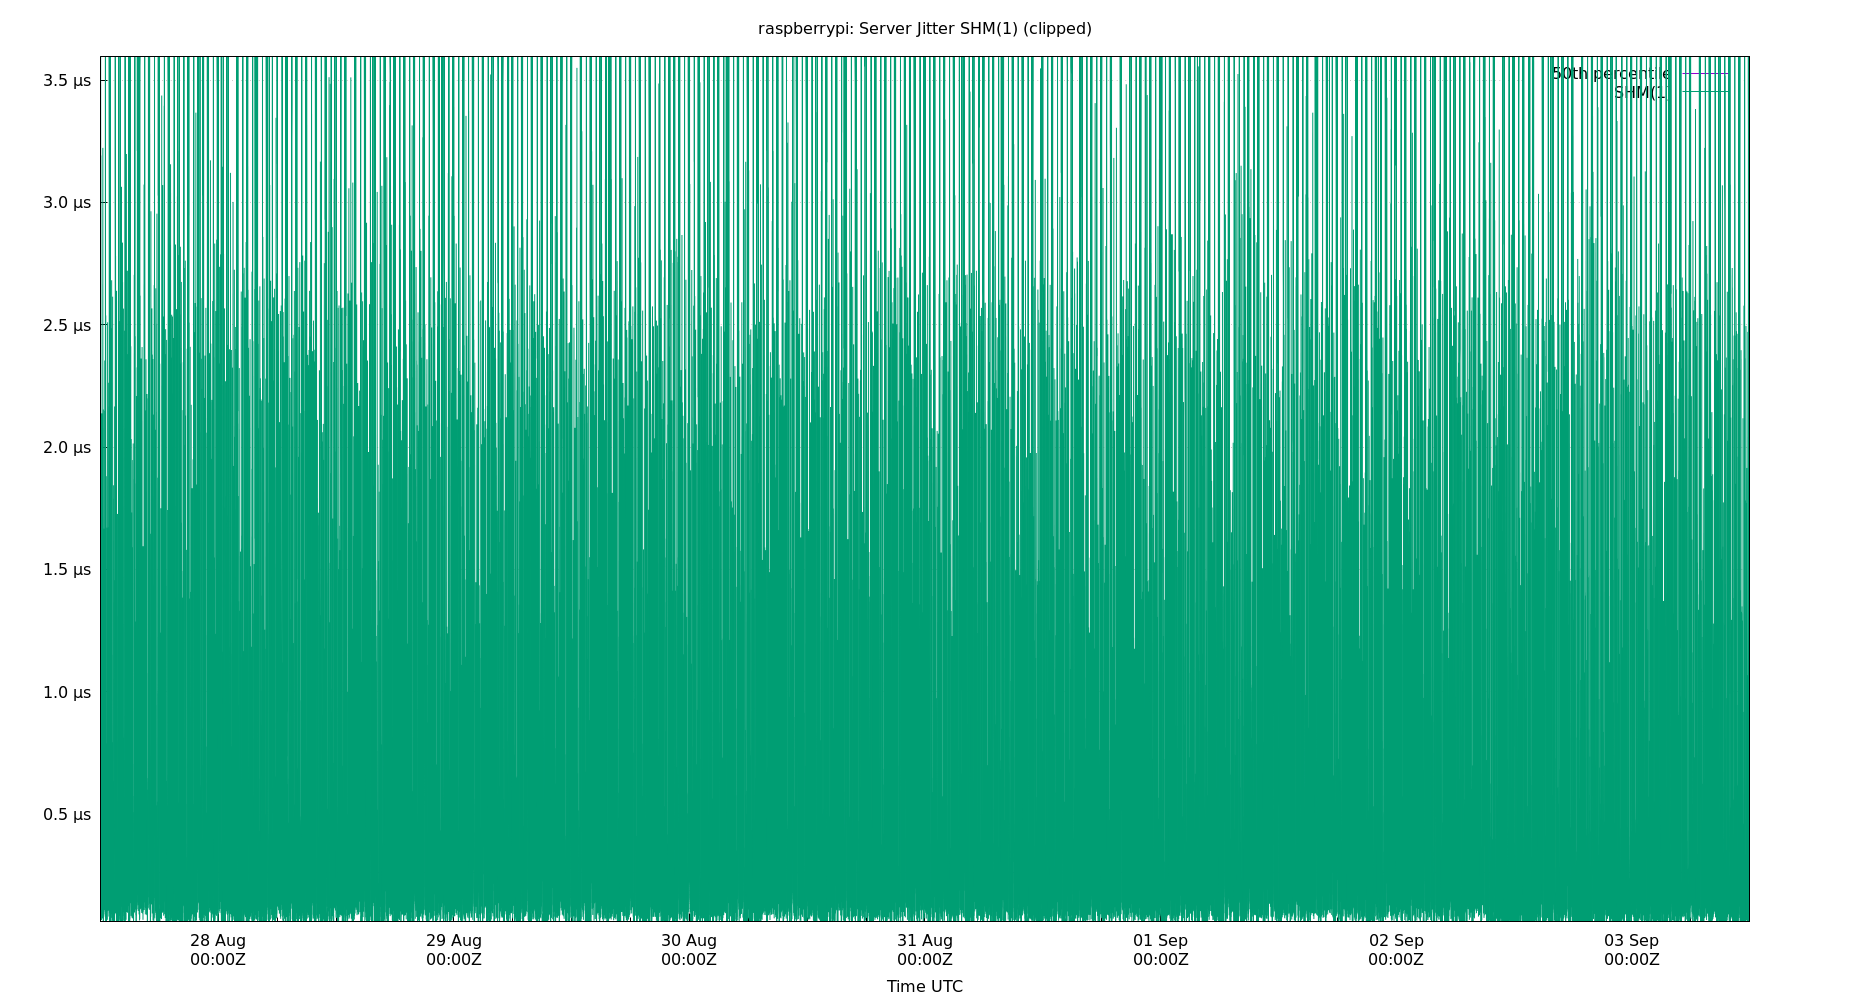 raspberrypi: Server Jitter SHM(1) (clipped)
50th percentile
SHM(1)
3.5 µs
3.0 µs
2.5 µs
2.0 µs
1.5 µs
1.0 µs
0.5 µs
28 Aug 29 Aug 30 Aug 31 Aug 01 Sep 02 Sep 03 Sep
00:00Z 00:00Z 00:00Z 00:00Z 00:00Z 00:00Z 00:00Z
Time UTC